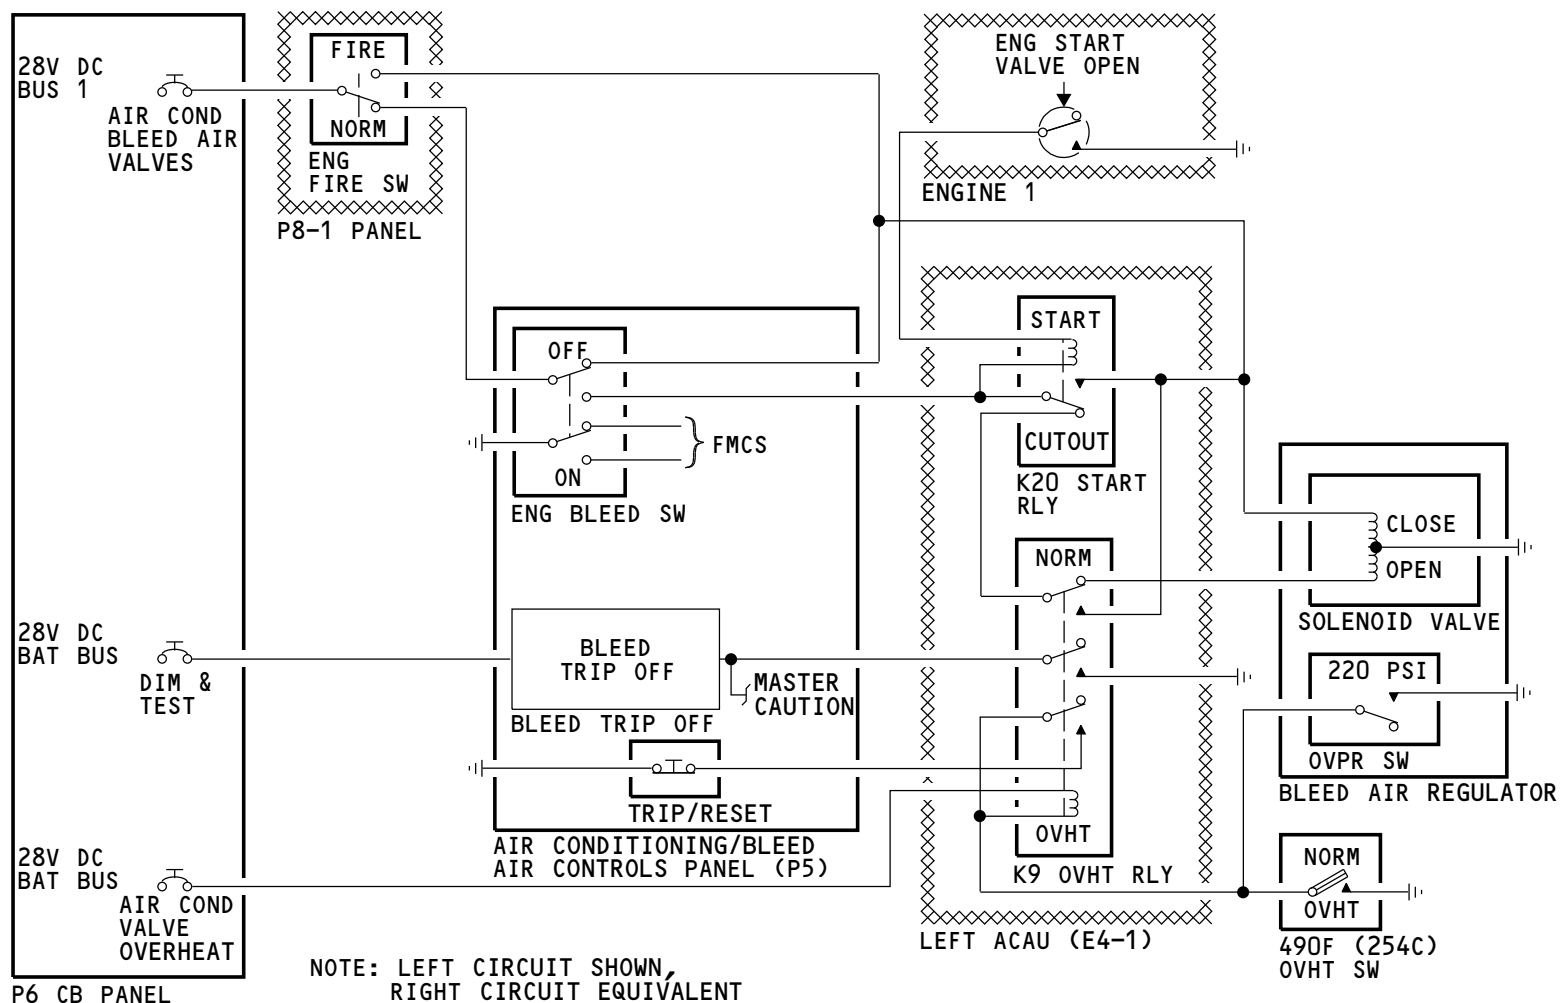 28V DC
BUS 1
AIR COND
BLEED AIR
VALVES
FIRE
NORM
ENG
FIRE SW
P8-1 PANEL
ENG START
VALVE OPEN
ENGINE 1
START
CUTOUT
K20 START
RLY
OFF
ON
FMCS
ENG BLEED SW
NORM
OVHT
K9 OVHT RLY
CLOSE
OPEN
SOLENOID VALVE
220 PSI
OVPR SW
BLEED AIR REGULATOR
28V DC
BAT BUS
DIM &
TEST
BLEED
TRIP OFF
BLEED TRIP OFF
MASTER
CAUTION
TRIP/RESET
AIR CONDITIONING/BLEED
AIR CONTROLS PANEL (P5)
28V DC
BAT BUS
AIR COND
VALVE
OVERHEAT
P6 CB PANEL
LEFT ACAU (E4-1)
NORM
OVHT
490F (254C)
OVHT SW
NOTE: LEFT CIRCUIT SHOWN,
RIGHT CIRCUIT EQUIVALENT